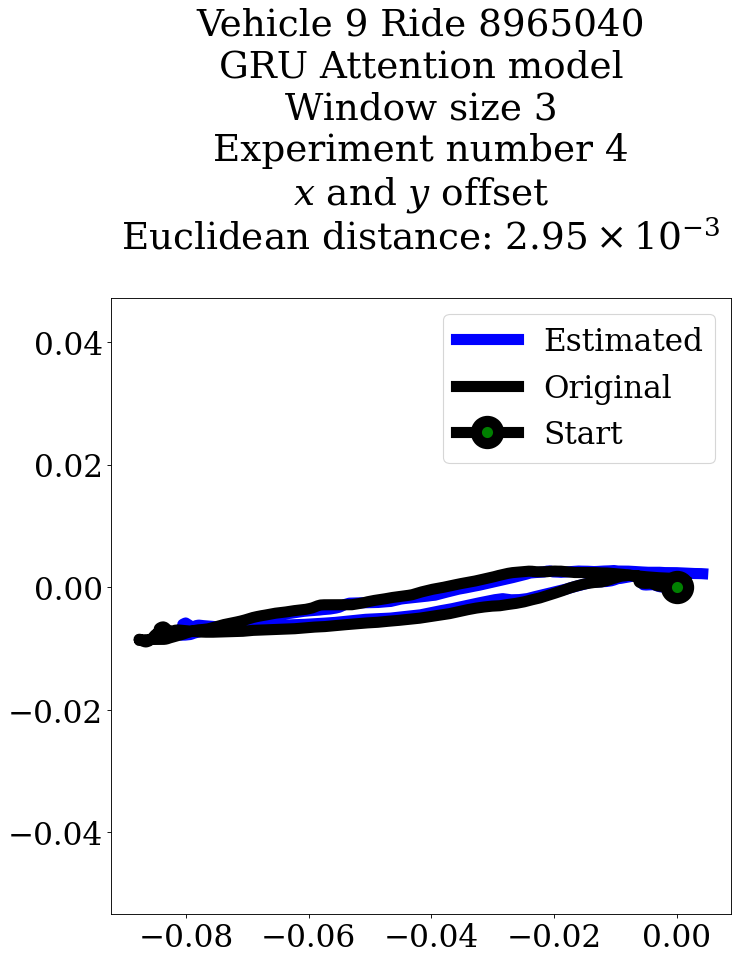 Vehicle 9 Ride 8965040
GRU Attention model
Window size 3
Experiment number 4
x and y offset
Euclidean distance: 2.95 × 10⁻³
Estimated
Original
Start
0.04
0.02
0.00
−0.02
−0.04
−0.08 −0.06 −0.04 −0.02 0.00